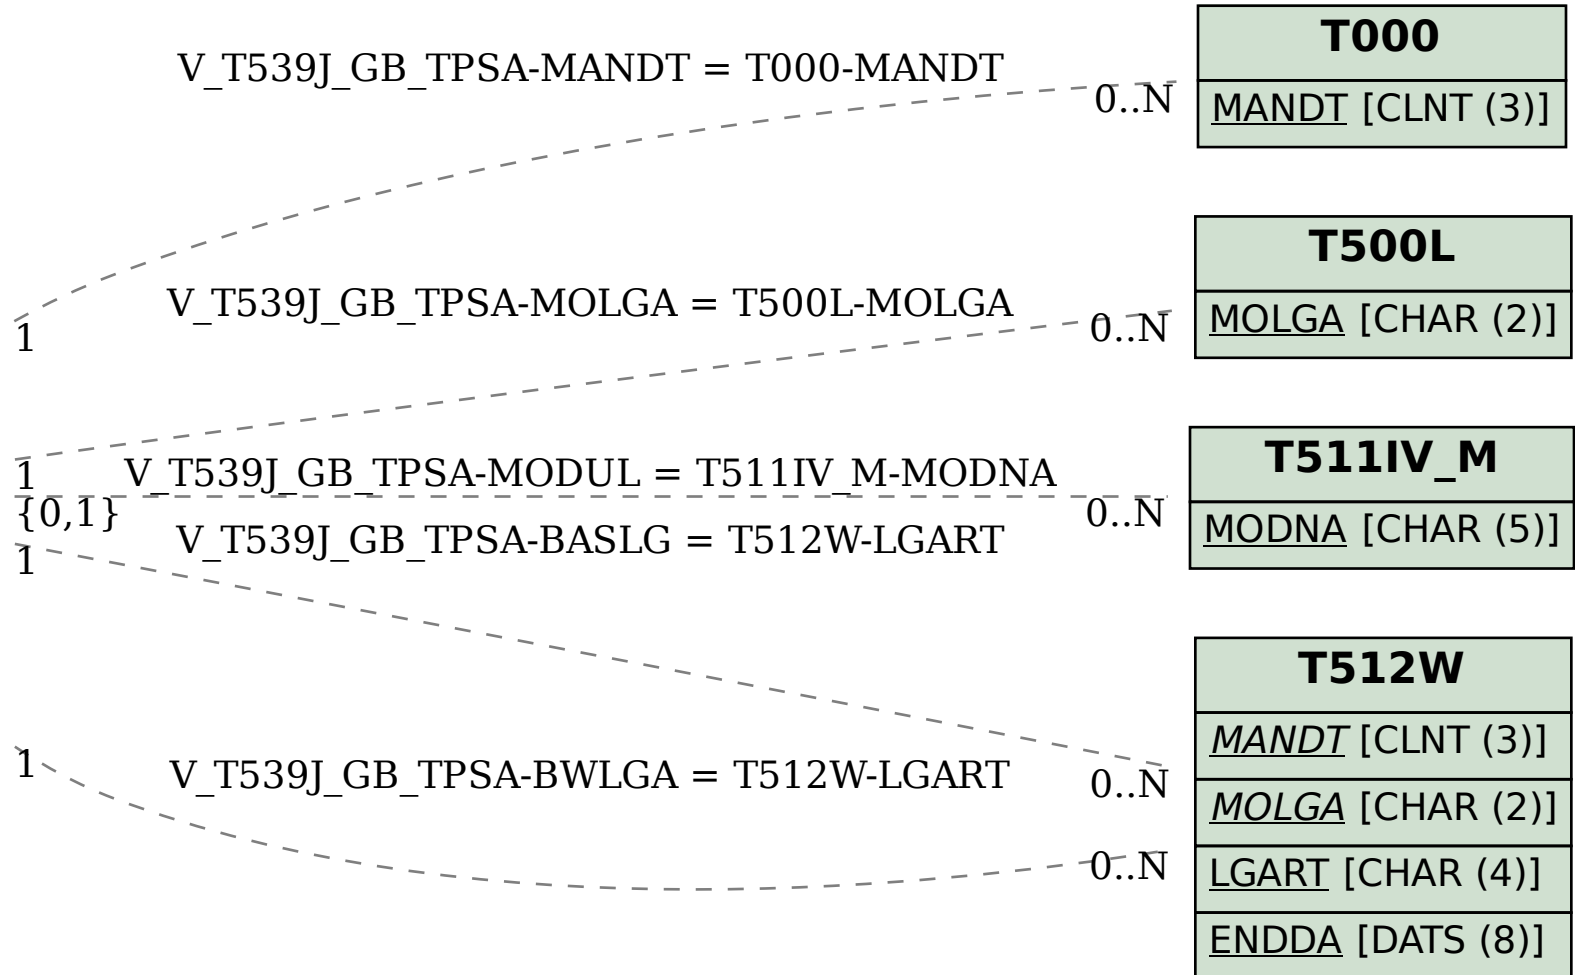 V_T539J_GB_TPSA-MANDT = T000-MANDT
0..N
1
T000
MANDT [CLNT (3)]
V_T539J_GB_TPSA-MOLGA = T500L-MOLGA
0..N
1
T500L
MOLGA [CHAR (2)]
V_T539J_GB_TPSA-MODUL = T511IV_M-MODNA
0..N
{0,1}
T511IV_M
MODNA [CHAR (5)]
V_T539J_GB_TPSA-BASLG = T512W-LGART
0..N
1
V_T539J_GB_TPSA-BWLGA = T512W-LGART
0..N
1
T512W
MANDT [CLNT (3)]
MOLGA [CHAR (2)]
LGART [CHAR (4)]
ENDDA [DATS (8)]